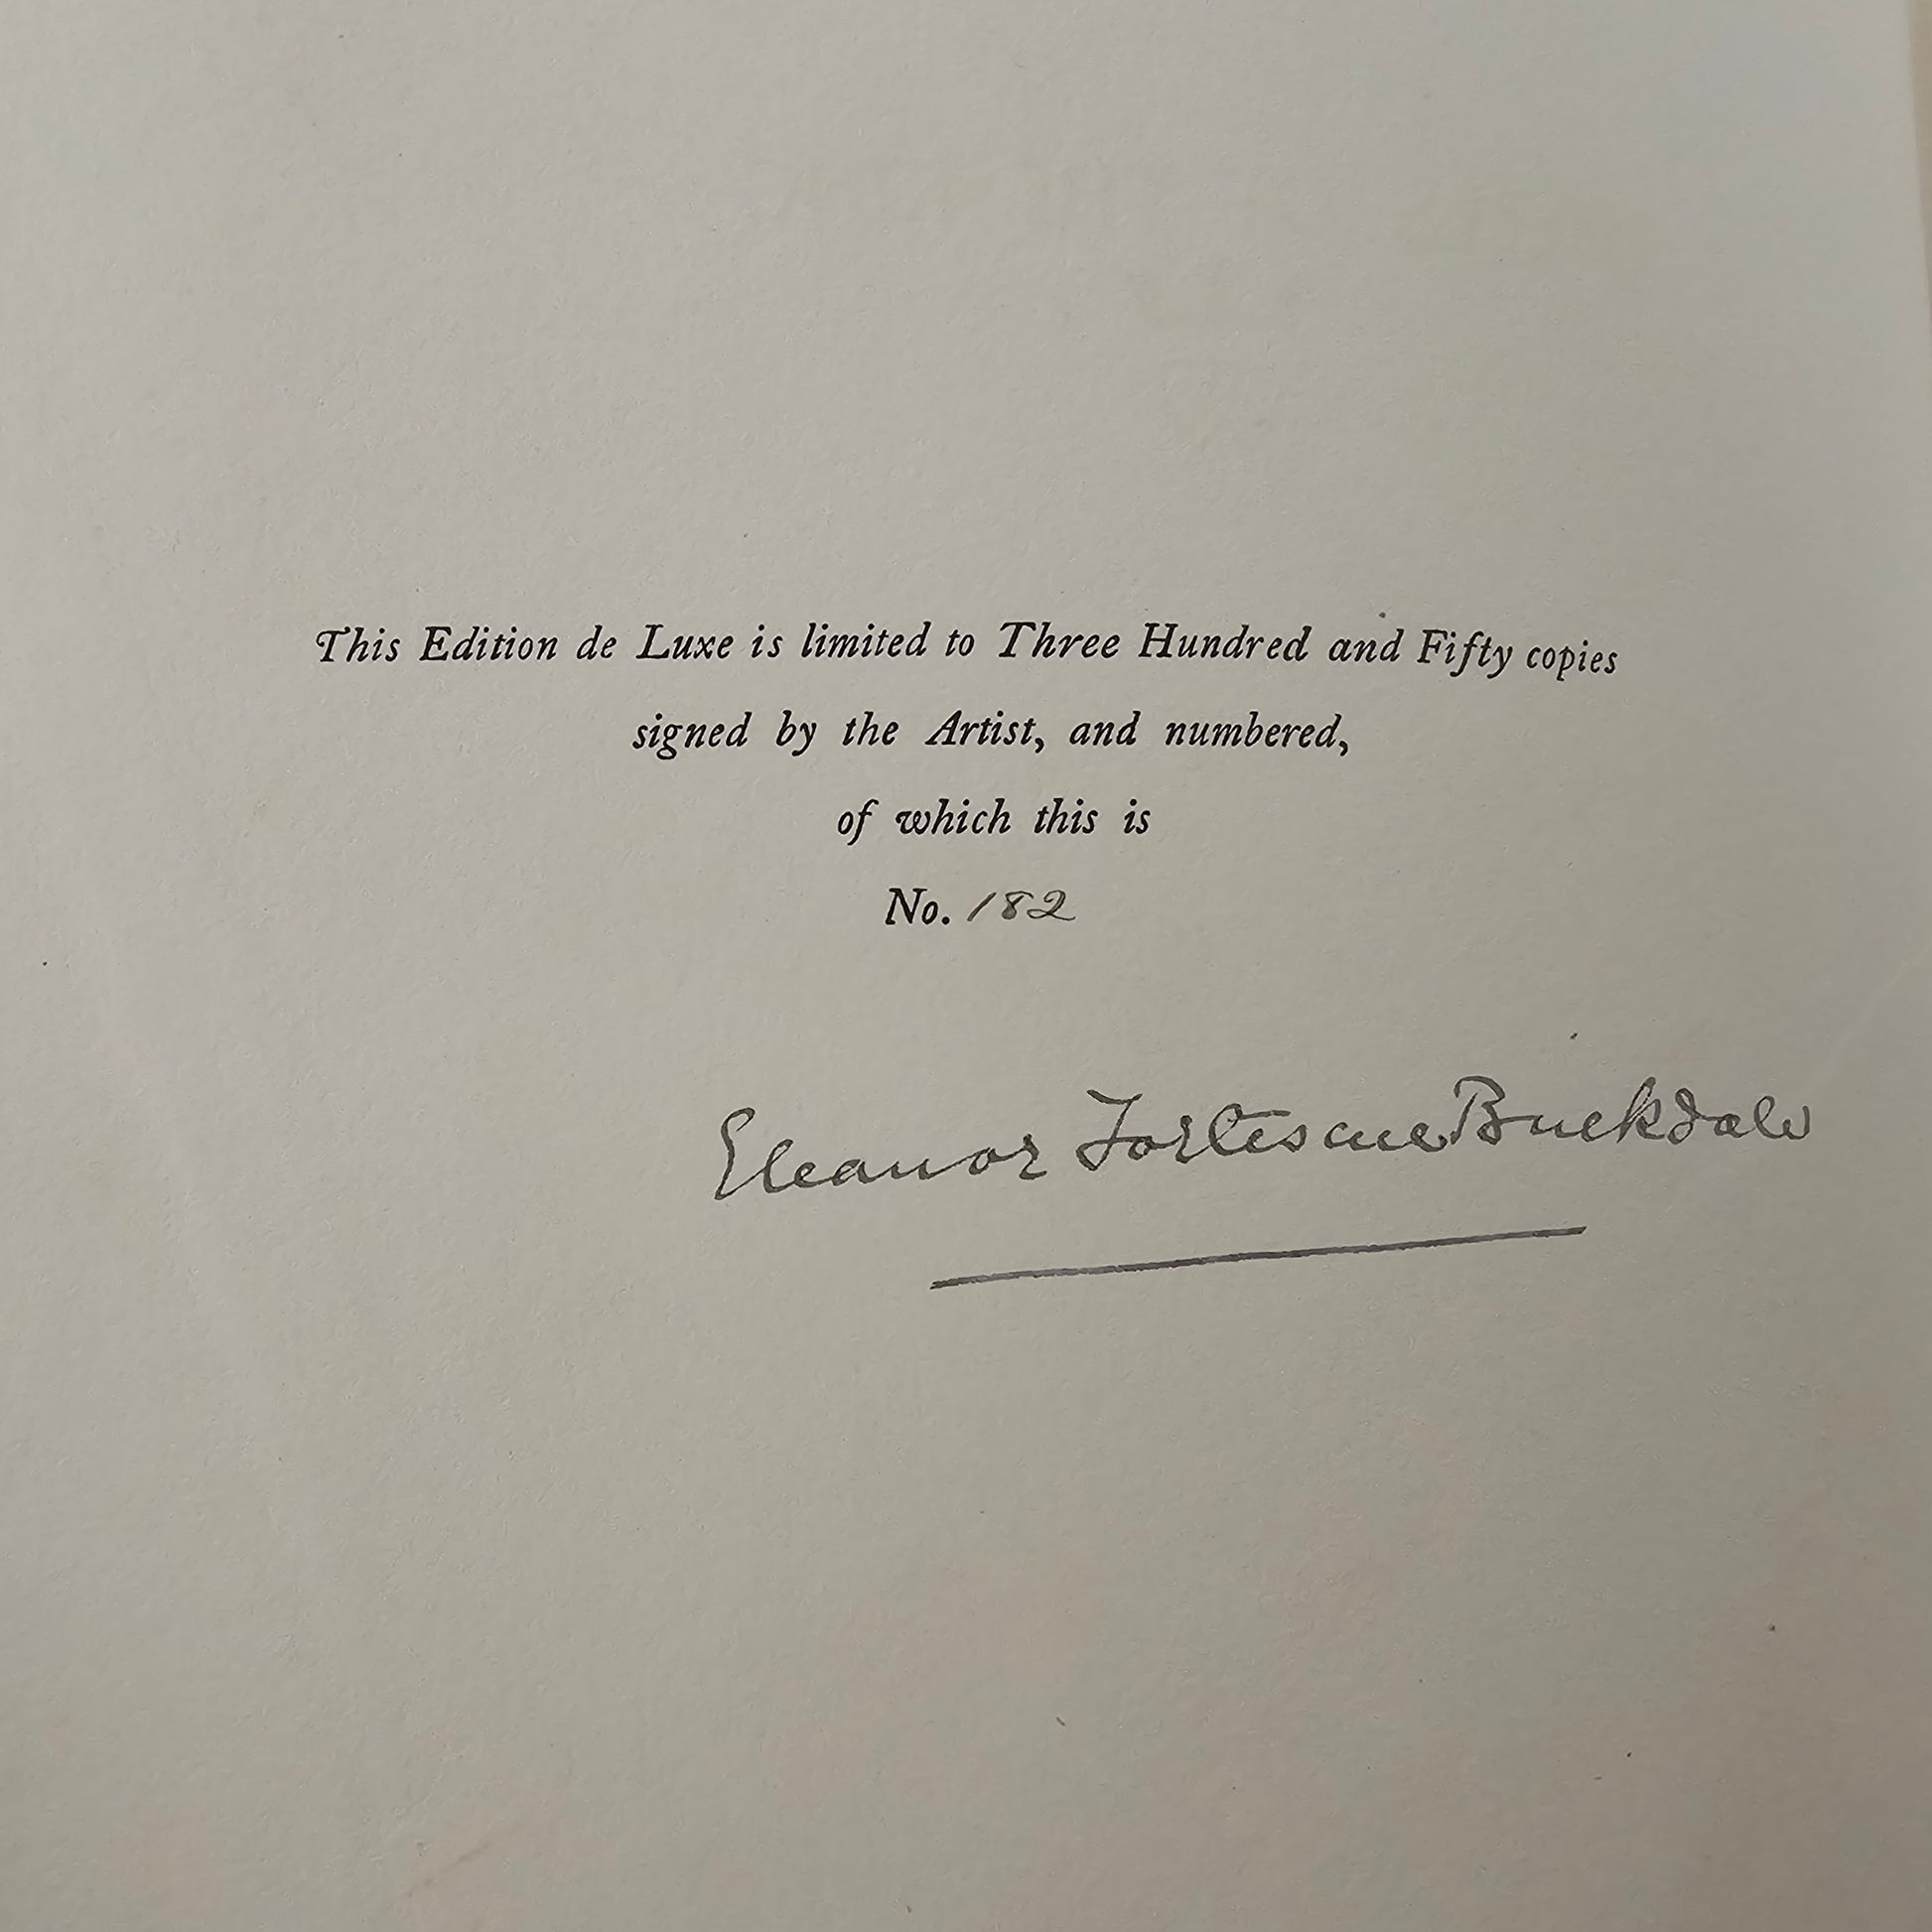 This Edition de Luxe is limited to Three Hundred and Fifty copies
signed by the Artist, and numbered,
of which this is
No. 182
Eleanor Fortescue Brickdale